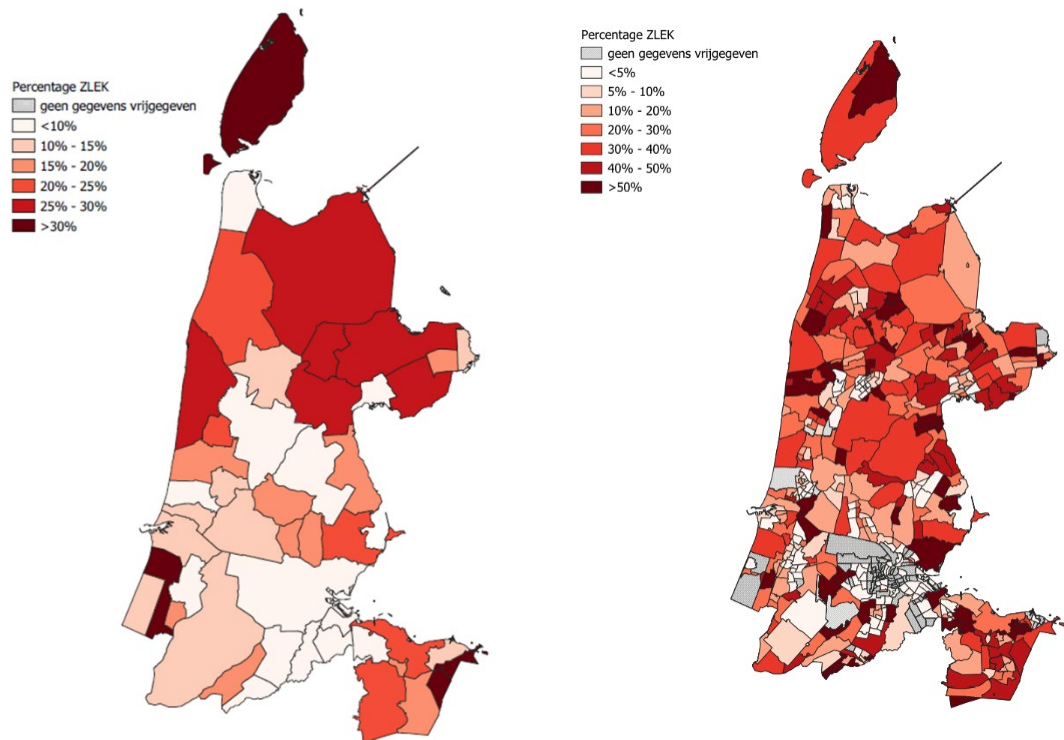 Percentage ZLEK
geen gegevens vrijgegeven
<10%
10% - 15%
15% - 20%
20% - 25%
25% - 30%
>30%
Percentage ZLEK
geen gegevens vrijgegeven
<5%
5% - 10%
10% - 20%
20% - 30%
30% - 40%
40% - 50%
>50%